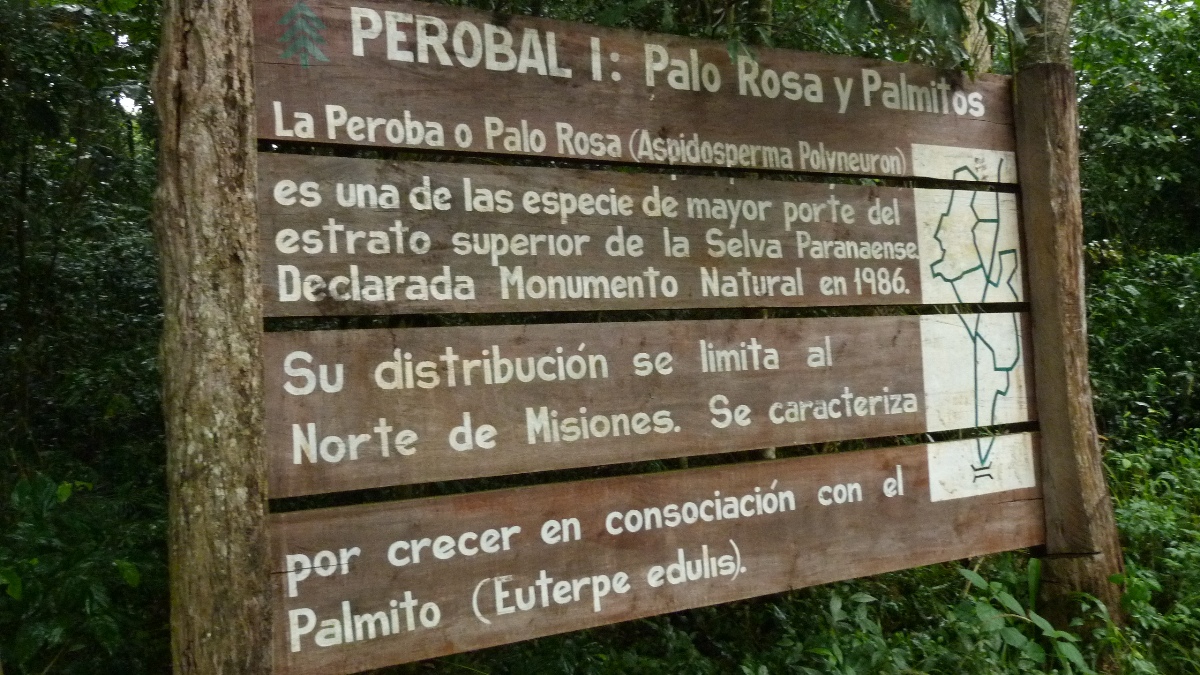 PEROBAL I: Palo Rosa y Palmitos
La Peroba o Palo Rosa (Aspidosperma Polyneuron)
es una de las especie de mayor porte del
estrato superior de la Selva Paranaense.
Declarada Monumento Natural en 1986.
Su distribución se limita al
Norte de Misiones. Se caracteriza
por crecer en consociación con el
Palmito (Euterpe edulis).